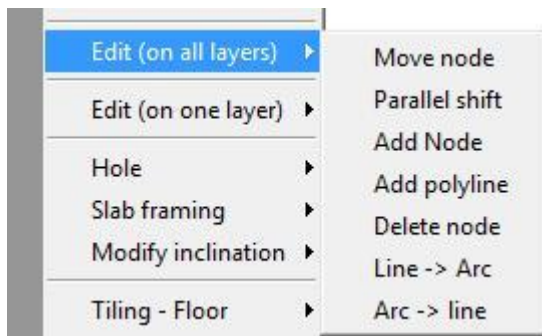 Edit (on all layers)
Edit (on one layer)
Hole
Slab framing
Modify inclination
Tiling - Floor
Move node
Parallel shift
Add Node
Add polyline
Delete node
Line -> Arc
Arc -> line